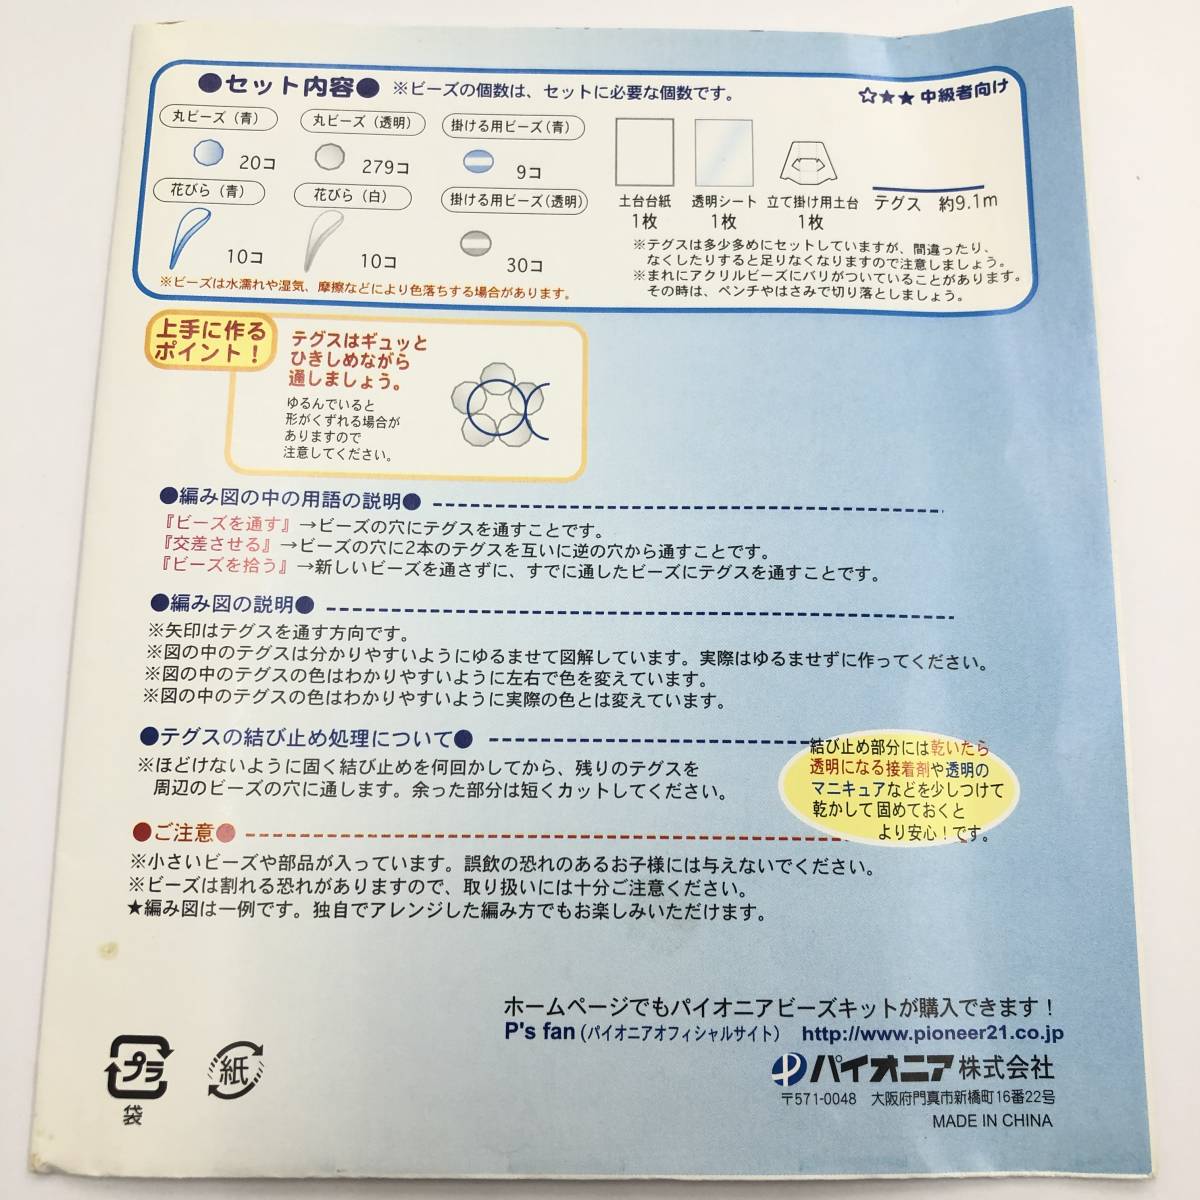 ●セット内容● ※ビーズの個数は、セットに必要な個数です。
☆★★中級者向け
丸ビーズ（青）
20コ
丸ビーズ（透明）
279コ
掛ける用ビーズ（青）
9コ
花びら（青）
10コ
花びら（白）
10コ
掛ける用ビーズ（透明）
30コ
※ビーズは水濡れや湿気、摩擦などにより色落ちする場合があります。
土台台紙
1枚
透明シート
1枚
立て掛け用土台
1枚
テグス 約9.1m
※テグスは多少多めにセットしていますが、間違ったり、
なくしたりすると足りなくなりますので注意しましょう。
※まれにアクリルビーズにバリがついていることがあります。
その時は、ペンチやはさみで切り落としましょう。
上手に作る
ポイント！
テグスはギュッと
ひきしめながら
通しましょう。
ゆるんでいると
形がくずれる場合が
ありますので
注意してください。
●編み図の中の用語の説明●
『ビーズを通す』→ビーズの穴にテグスを通すことです。
『交差させる』→ビーズの穴に2本のテグスを互いに逆の穴から通すことです。
『ビーズを拾う』→新しいビーズを通さずに、すでに通したビーズにテグスを通すことです。
●編み図の説明●
※矢印はテグスを通す方向です。
※図の中のテグスは分かりやすいようにゆるませて図解しています。実際はゆるませずに作ってください。
※図の中のテグスの色はわかりやすいように左右で色を変えています。
※図の中のテグスの色はわかりやすいように実際の色とは変えています。
●テグスの結び止め処理について●
※ほどけないように固く結び止めを何回かしてから、残りのテグスを
周辺のビーズの穴に通します。余った部分は短くカットしてください。
結び止め部分には乾いたら
透明になる接着剤や透明の
マニキュアなどを少しつけて
乾かして固めておくと
より安心！です。
●ご注意●
※小さいビーズや部品が入っています。誤飲の恐れのあるお子様には与えないでください。
※ビーズは割れる恐れがありますので、取り扱いには十分ご注意ください。
★編み図は一例です。独自でアレンジした編み方でもお楽しみいただけます。
ホームページでもパイオニアビーズキットが購入できます！
P's fan（パイオニアオフィシャルサイト） http://www.pioneer21.co.jp
パイオニア株式会社
〒571-0048 大阪府門真市新橋町16番22号
MADE IN CHINA
プラ
袋
紙